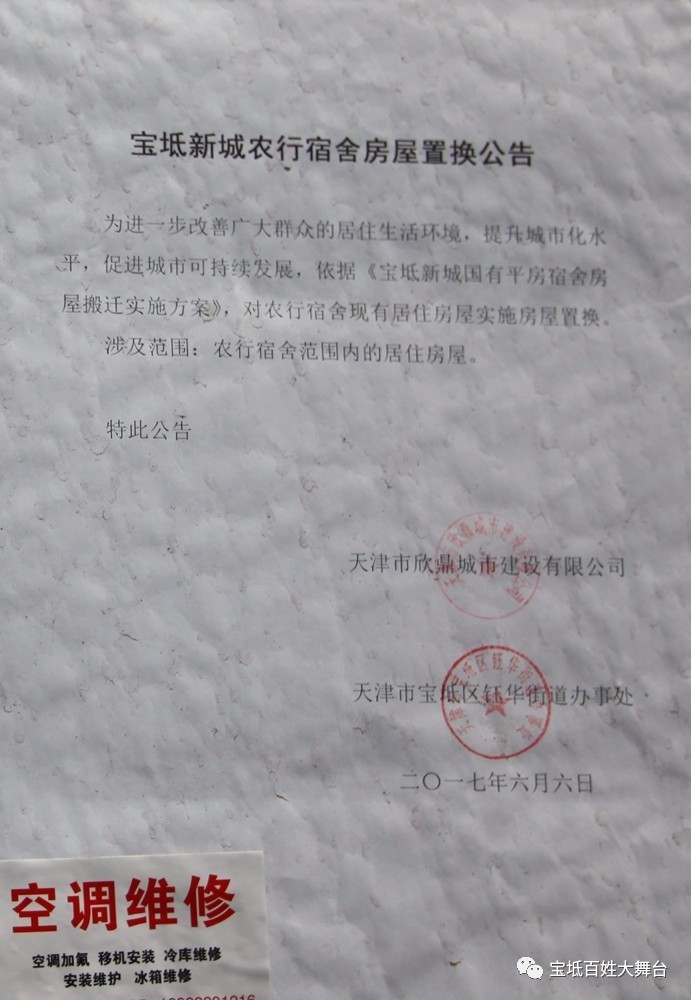 宝坻新城农行宿舍房屋置换公告
为进一步改善广大群众的居住生活环境，提升城市化水
平，促进城市可持续发展，依据《宝坻新城国有平房宿舍房
屋搬迁实施方案》，对农行宿舍现有居住房屋实施房屋置换。
涉及范围：农行宿舍范围内的居住房屋。
特此公告
天津市欣鼎城市建设有限公司
天津市宝坻区钰华街道办事处
二〇一七年六月六日
空调维修
空调加氟 移机安装 冷库维修
安装维护 冰箱维修
宝坻百姓大舞台